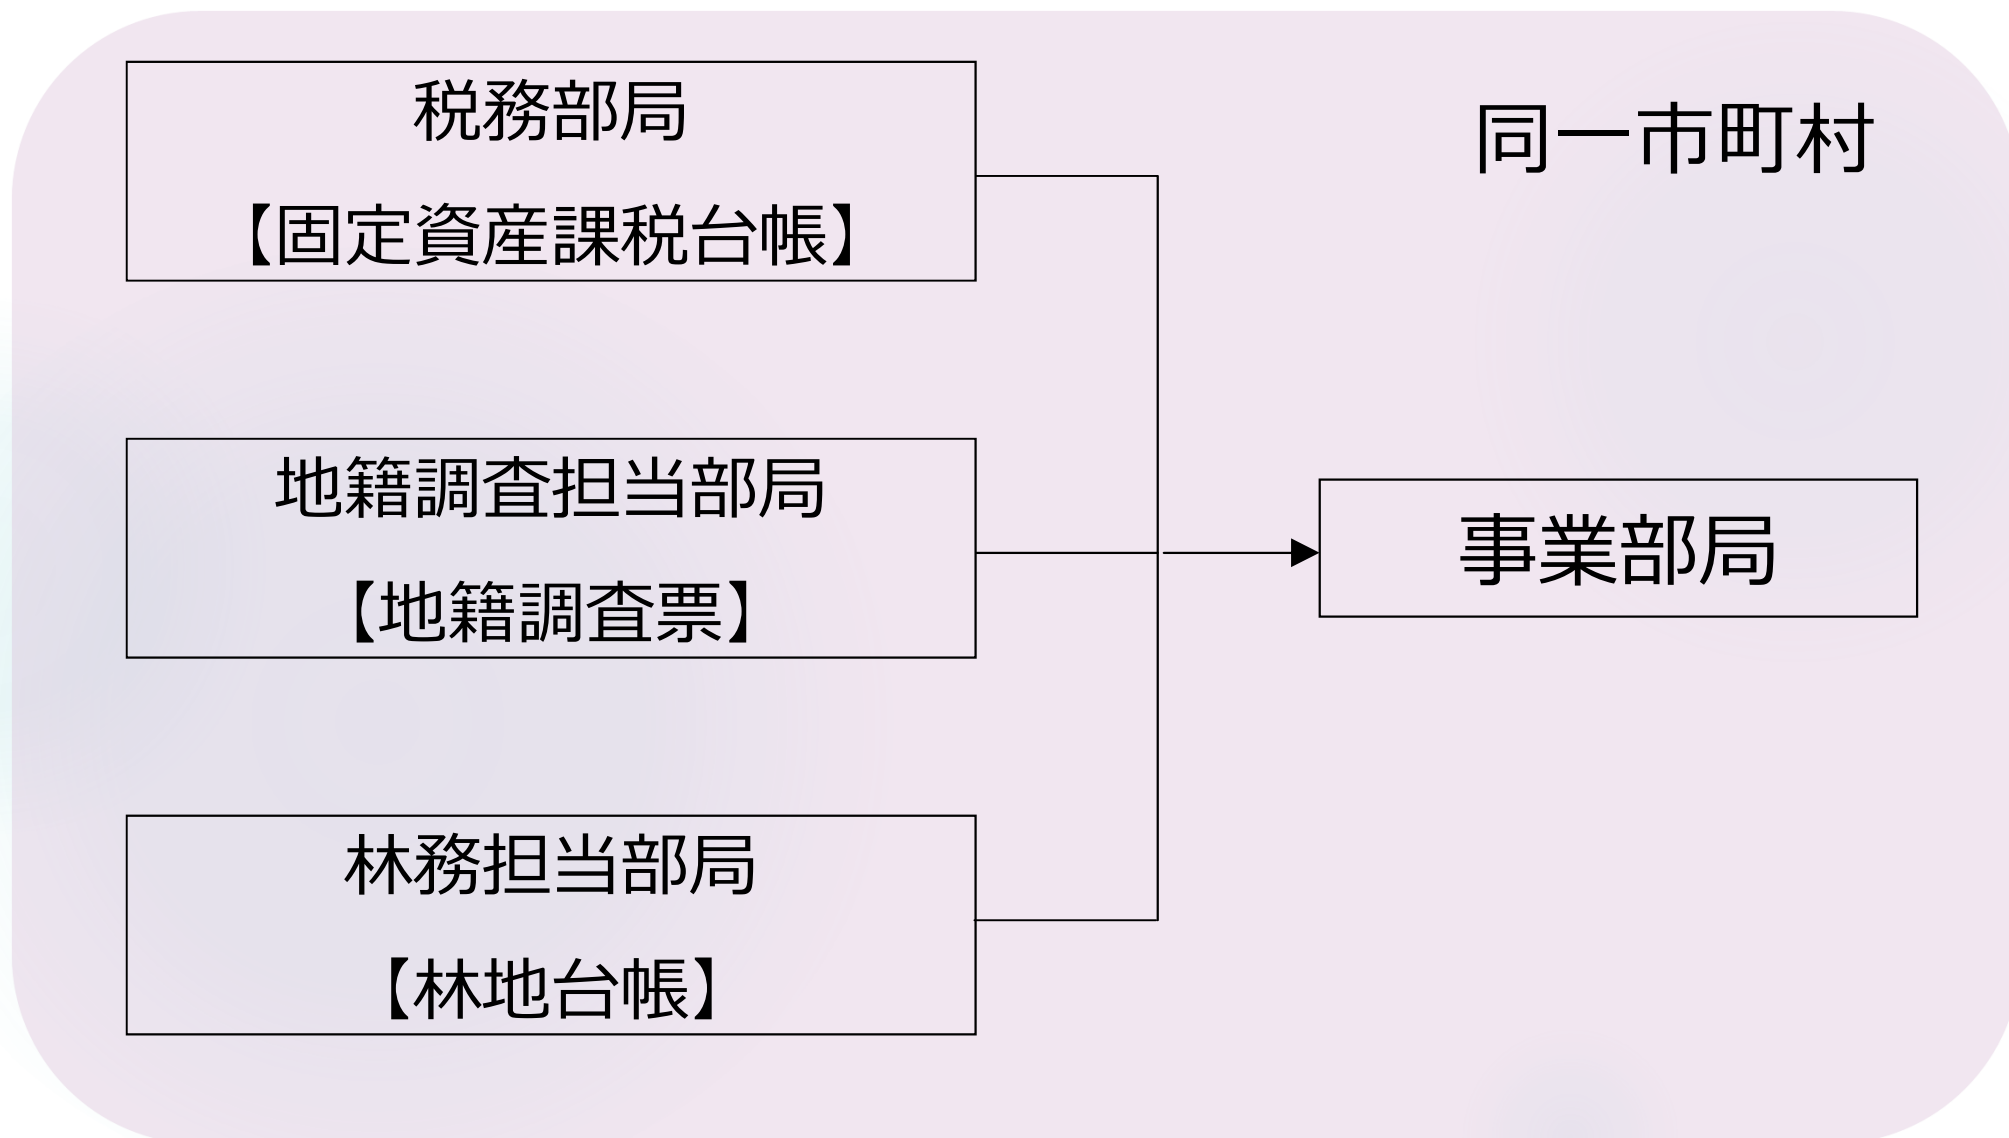 税務部局
【固定資産課税台帳】
同一市町村
地籍調査担当部局
【地籍調査票】
事業部局
林務担当部局
【林地台帳】